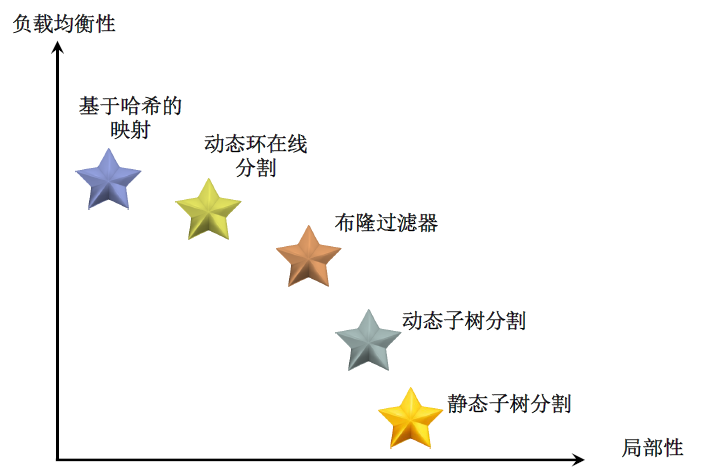 负载均衡性
基于哈希的
映射
动态环在线
分割
布隆过滤器
动态子树分割
静态子树分割
局部性